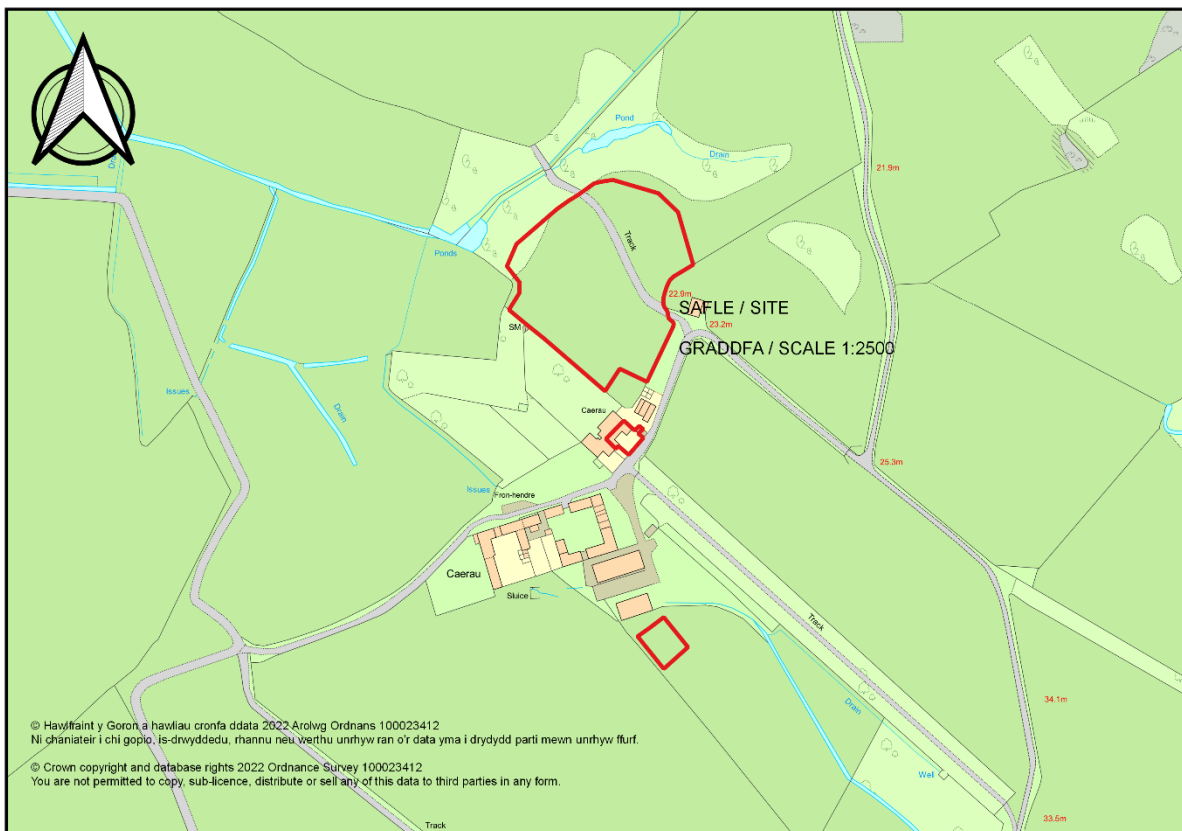 Pond
Drain
Drain
21.9m
Track
Ponds
22.9m
SAFLE / SITE
23.2m
SM
GRADDFA / SCALE 1:2500
Issues
Drain
Caerau
25.3m
Issues
Fron-hendre
Caerau
Sluice
Track
Drain
34.1m
Well
33.5m
Track
© Hawlfraint y Goron a hawliau cronfa ddata 2022 Arolwg Ordnans 100023412
Ni chaniateir i chi gopio, is-drwyddedu, rhannu neu werthu unrhyw ran o'r data yma i drydydd parti mewn unrhyw ffurf.
© Crown copyright and database rights 2022 Ordnance Survey 100023412
You are not permitted to copy, sub-licence, distribute or sell any of this data to third parties in any form.